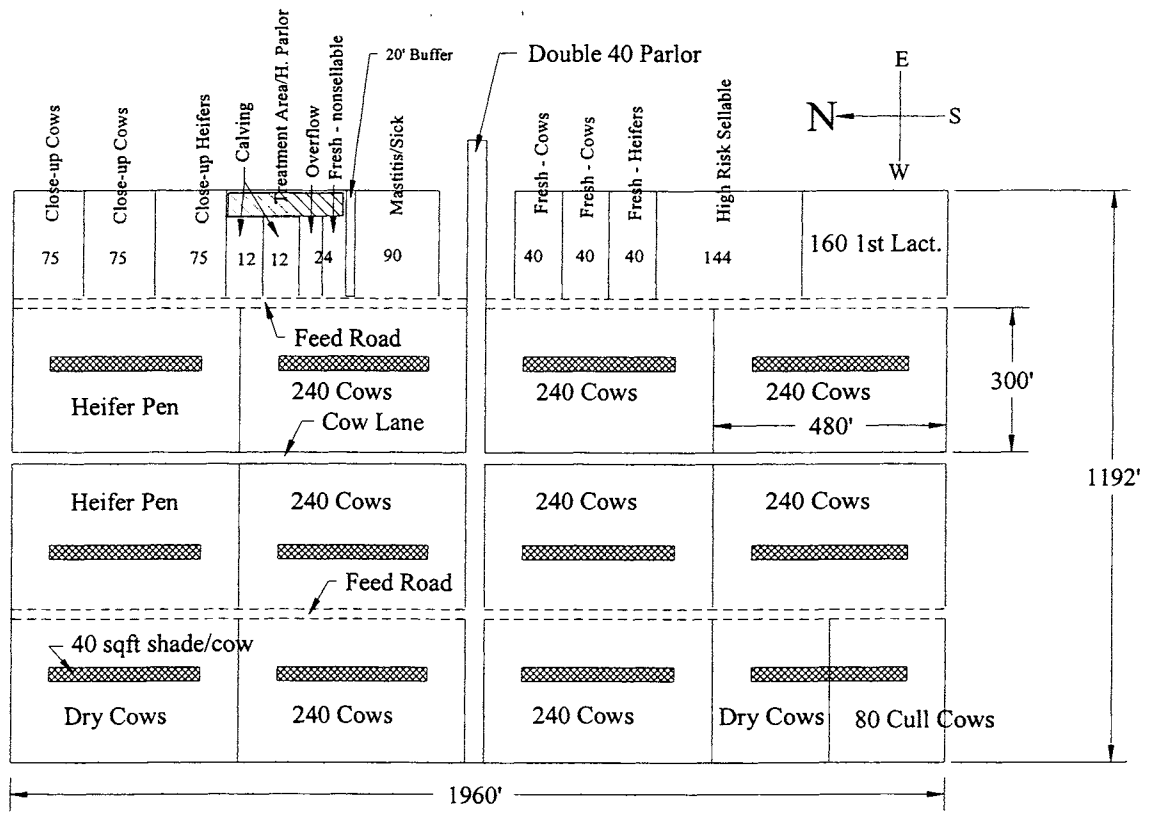 Close-up Cows
Close-up Cows
Close-up Heifers
Calving
Treatment Area/H. Parlor
Overflow
Fresh - nonsellable
20' Buffer
Mastitis/Sick
Double 40 Parlor
Fresh - Cows
Fresh - Cows
Fresh - Heifers
High Risk Sellable
E
N
S
W
75
75
75
12
12
24
90
40
40
40
144
160 1st Lact.
Feed Road
Heifer Pen
240 Cows
240 Cows
240 Cows
300'
480'
Cow Lane
1192'
Heifer Pen
240 Cows
240 Cows
240 Cows
Feed Road
40 sqft shade/cow
Dry Cows
240 Cows
240 Cows
Dry Cows
80 Cull Cows
1960'